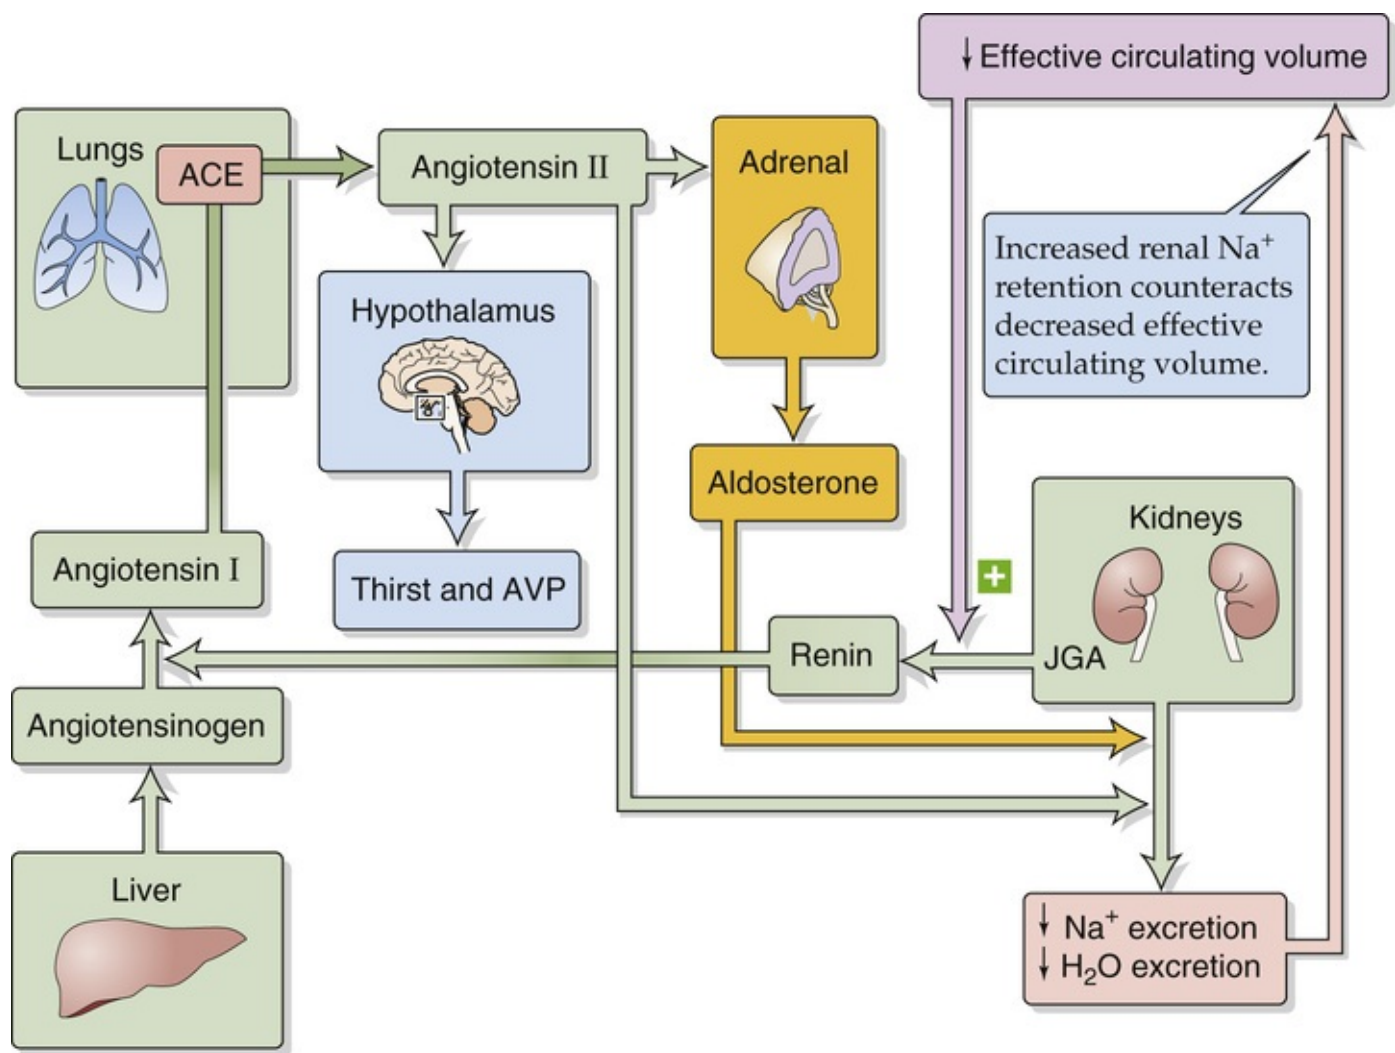 ↓ Effective circulating volume
Lungs
ACE
Angiotensin II
Adrenal
Increased renal Na⁺
retention counteracts
decreased effective
circulating volume.
Hypothalamus
Aldosterone
Kidneys
Angiotensin I
Thirst and AVP
+
Renin
JGA
Angiotensinogen
Liver
↓ Na⁺ excretion
↓ H₂O excretion